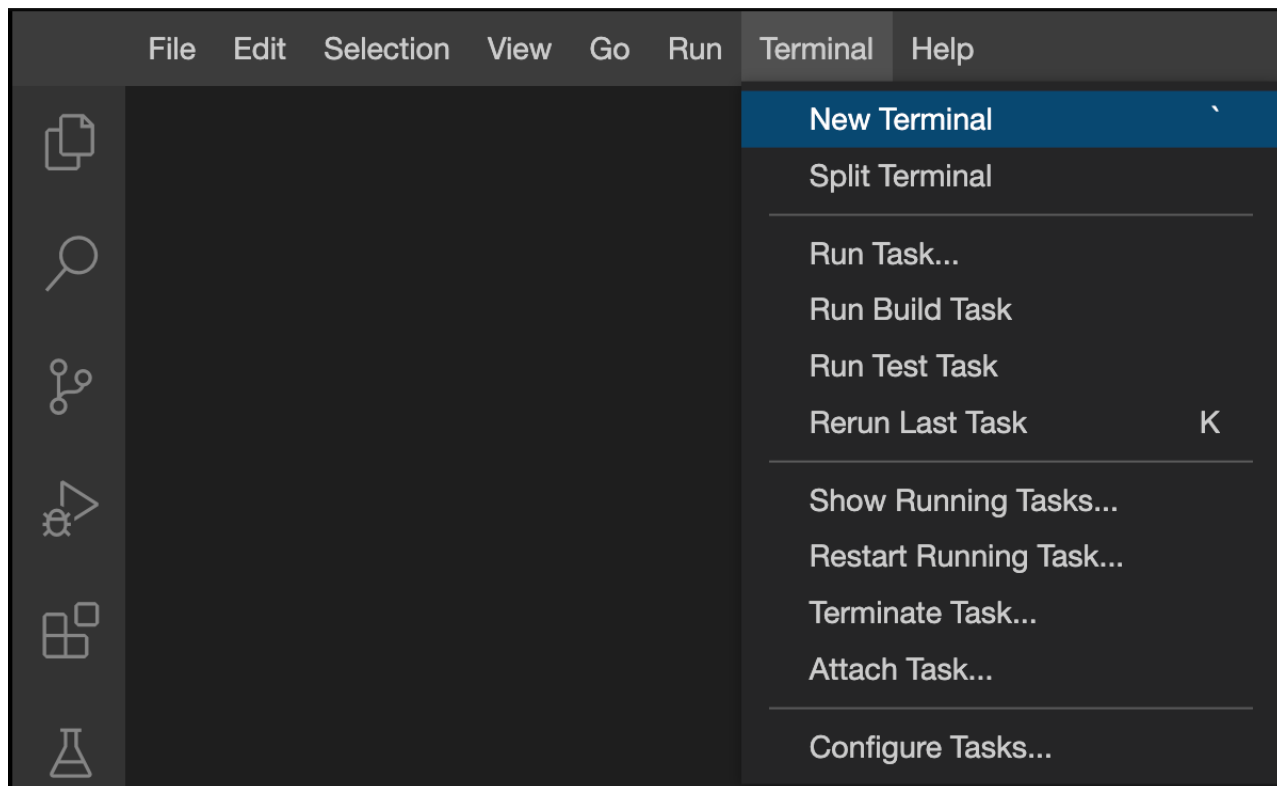 File Edit Selection View Go Run Terminal Help
New Terminal `
Split Terminal
Run Task...
Run Build Task
Run Test Task
Rerun Last Task K
Show Running Tasks...
Restart Running Task...
Terminate Task...
Attach Task...
Configure Tasks...